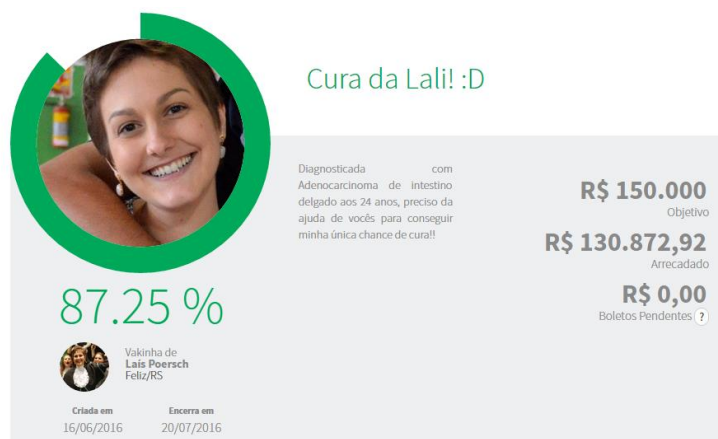 Cura da Lali! :D
Diagnosticada com
Adenocarcinoma de intestino
delgado aos 24 anos, preciso da
ajuda de vocês para conseguir
minha única chance de cura!!
R$ 150.000
Objetivo
R$ 130.872,92
Arrecadado
R$ 0,00
Boletos Pendentes ?
87.25 %
Vakinha de
Laís Poersch
Feliz/RS
Criada em Encerra em
16/06/2016 20/07/2016